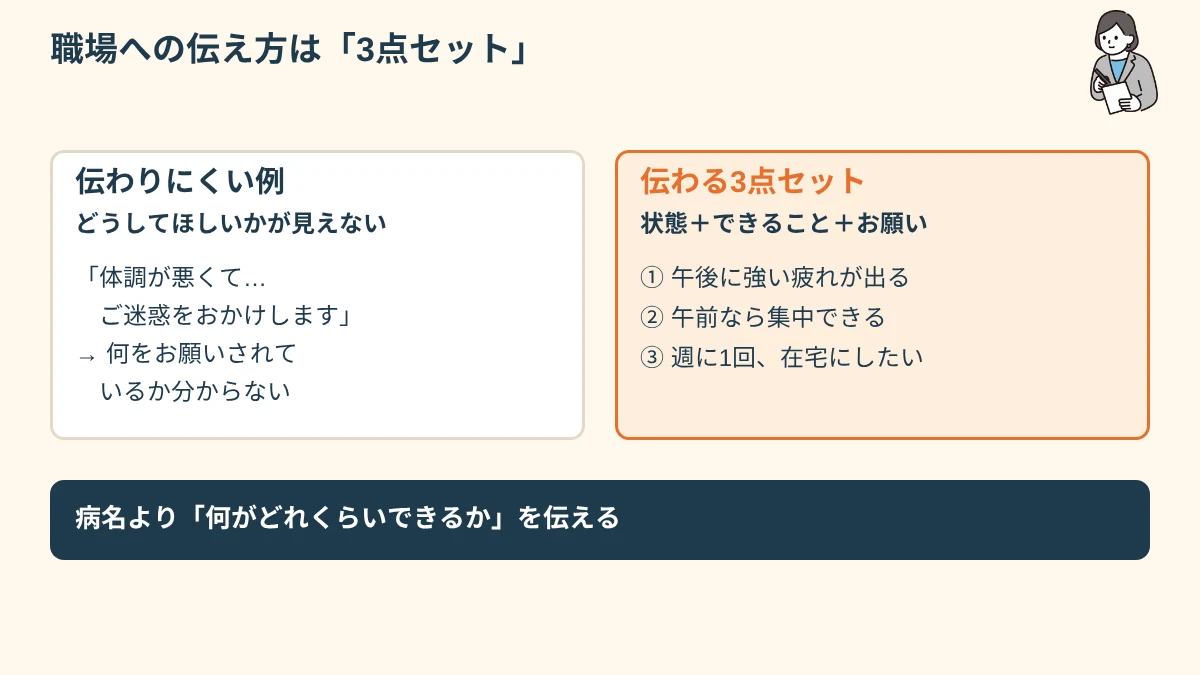 職場への伝え方は「3点セット」
伝わりにくい例
どうしてほしいかが見えない
「体調が悪くて…
ご迷惑をおかけします」
→ 何をお願いされて
いるか分からない
伝わる3点セット
状態＋できること＋お願い
① 午後に強い疲れが出る
② 午前なら集中できる
③ 週に1回、在宅にしたい
病名より「何がどれくらいできるか」を伝える